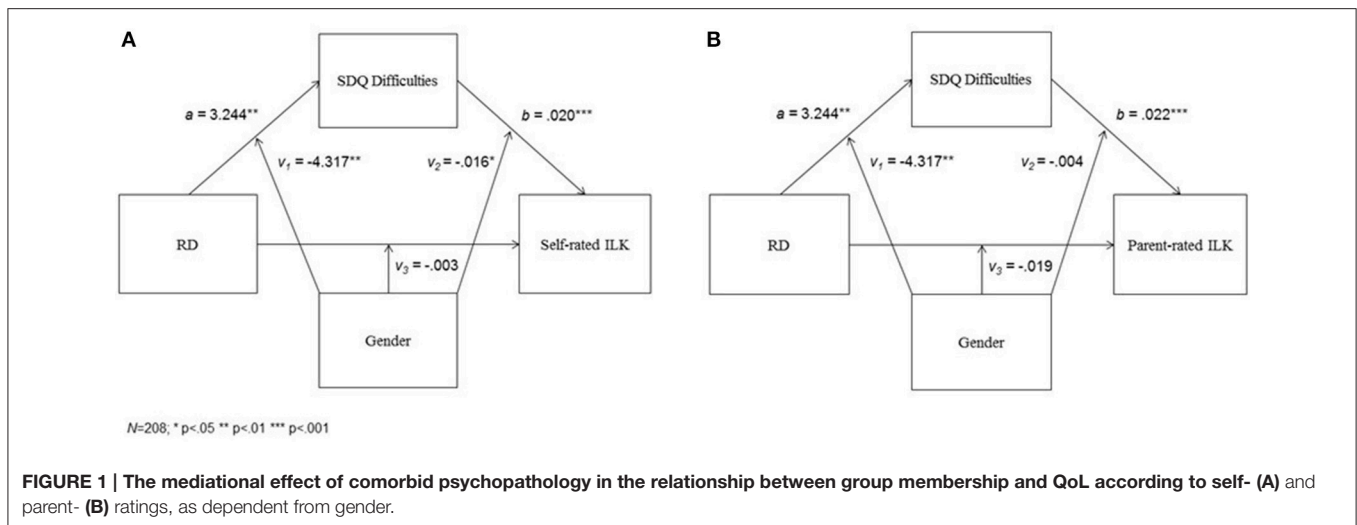 A
SDQ Difficulties
a = 3.244**
b = .020***
v1 = -4.317**
v2 = -.016*
RD
Self-rated ILK
v3 = -.003
Gender
N=208; * p<.05 ** p<.01 *** p<.001
B
SDQ Difficulties
a = 3.244**
b = .022***
v1 = -4.317**
v2 = -.004
RD
Parent-rated ILK
v3 = -.019
Gender
FIGURE 1 | The mediational effect of comorbid psychopathology in the relationship between group membership and QoL according to self- (A) and
parent- (B) ratings, as dependent from gender.